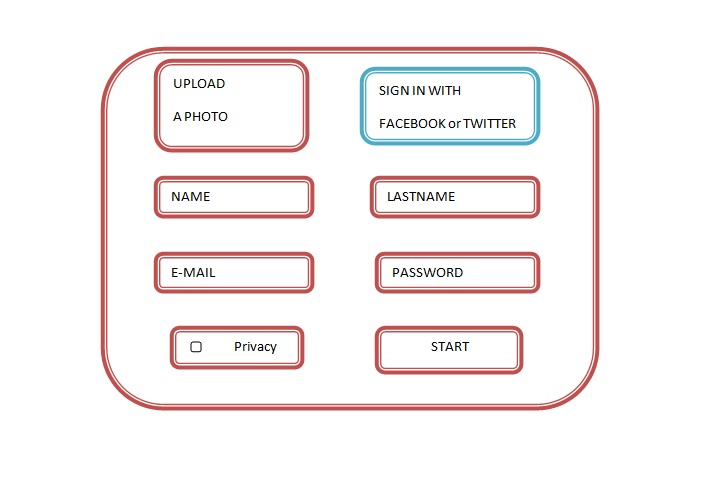 UPLOAD
A PHOTO
SIGN IN WITH
FACEBOOK or TWITTER
NAME
LASTNAME
E-MAIL
PASSWORD
Privacy
START